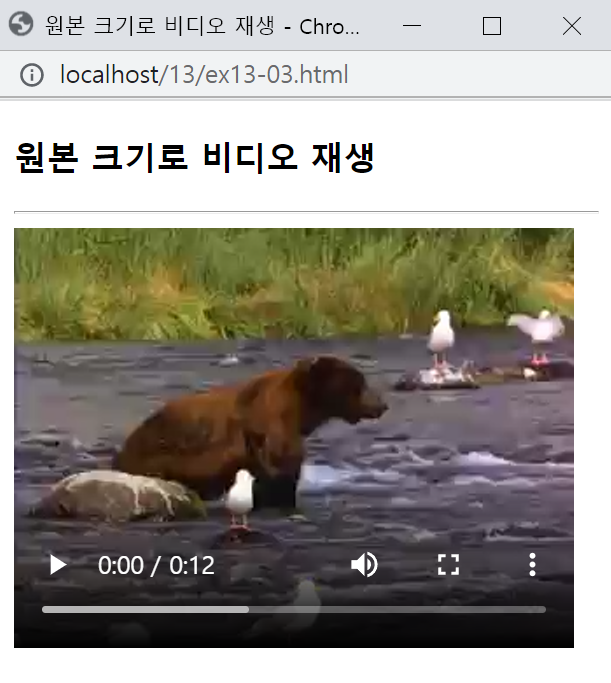 원본 크기로 비디오 재생 - Chro...
localhost/13/ex13-03.html
원본 크기로 비디오 재생
0:00 / 0:12